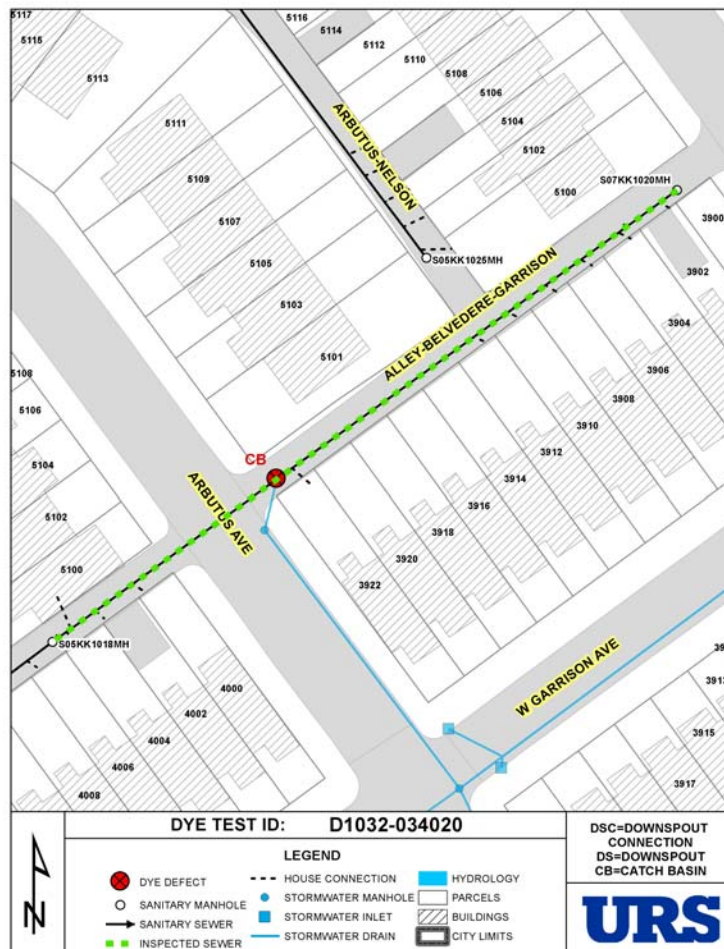 5117
5115
5113
5116
5114
5112
5110
5108
5106
5104
5102
5100
ARBUTUS-NELSON
S07KK1020MH
3900
3902
3904
3906
3908
3910
3912
3914
3916
3918
3920
3922
5111
5109
5107
5105
5103
5101
S05KK1025MH
ALLEY-BELVEDERE-GARRISON
CB
ARBUTUS AVE
5108
5106
5104
5102
5100
S05KK1018MH
4000
4002
4004
4006
4008
W GARRISON AVE
3913
3915
3917
DYE TEST ID: D1032-034020
LEGEND
DYE DEFECT
SANITARY MANHOLE
SANITARY SEWER
INSPECTED SEWER
HOUSE CONNECTION
STORMWATER MANHOLE
STORMWATER INLET
STORMWATER DRAIN
HYDROLOGY
PARCELS
BUILDINGS
CITY LIMITS
DSC=DOWNSPOUT
CONNECTION
DS=DOWNSPOUT
CB=CATCH BASIN
N
URS